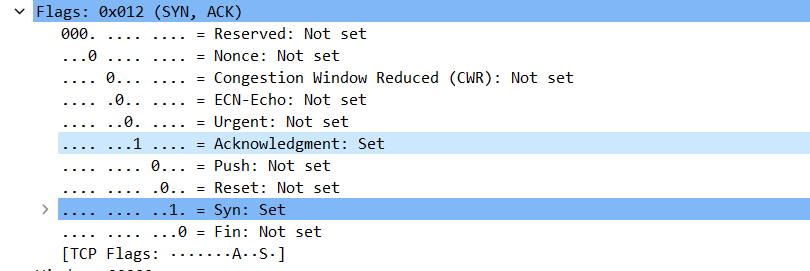 Flags: 0x012 (SYN, ACK)
000. .... .... = Reserved: Not set
...0 .... .... = Nonce: Not set
.... 0... .... = Congestion Window Reduced (CWR): Not set
.... .0.. .... = ECN-Echo: Not set
.... ..0. .... = Urgent: Not set
.... ...1 .... = Acknowledgment: Set
.... .... 0... = Push: Not set
.... .... .0.. = Reset: Not set
.... .... ..1. = Syn: Set
.... .... ...0 = Fin: Not set
[TCP Flags: ·······A··S·]